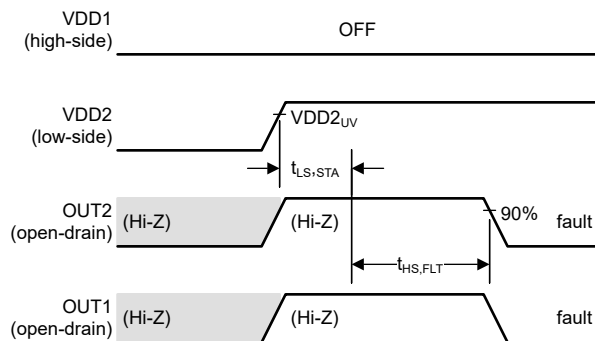 VDD1
(high-side)
OFF
VDD2
(low-side)
VDD2UV
tLS,STA
OUT2
(open-drain)
(Hi-Z)
(Hi-Z)
90%
fault
tHS,FLT
OUT1
(open-drain)
(Hi-Z)
(Hi-Z)
fault